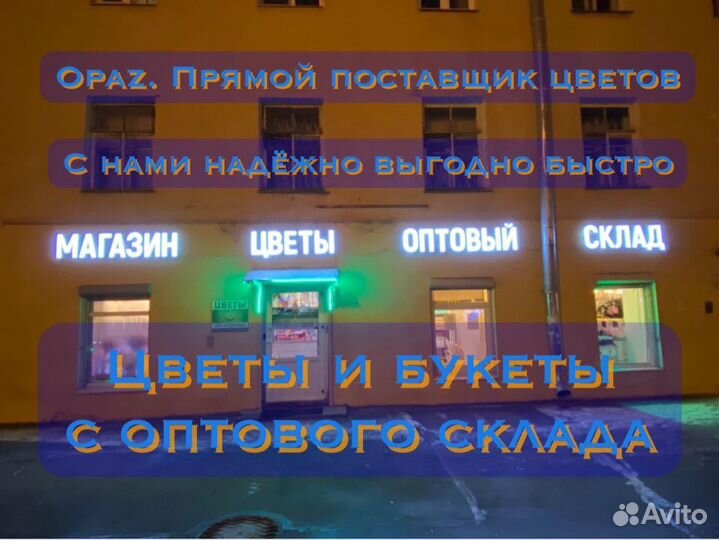 Opaz. Прямой поставщик цветов
С нами надёжно выгодно быстро
МАГАЗИН ЦВЕТЫ ОПТОВЫЙ СКЛАД
ЦВЕТЫ
Цветы и букеты
с оптового склада
Avito